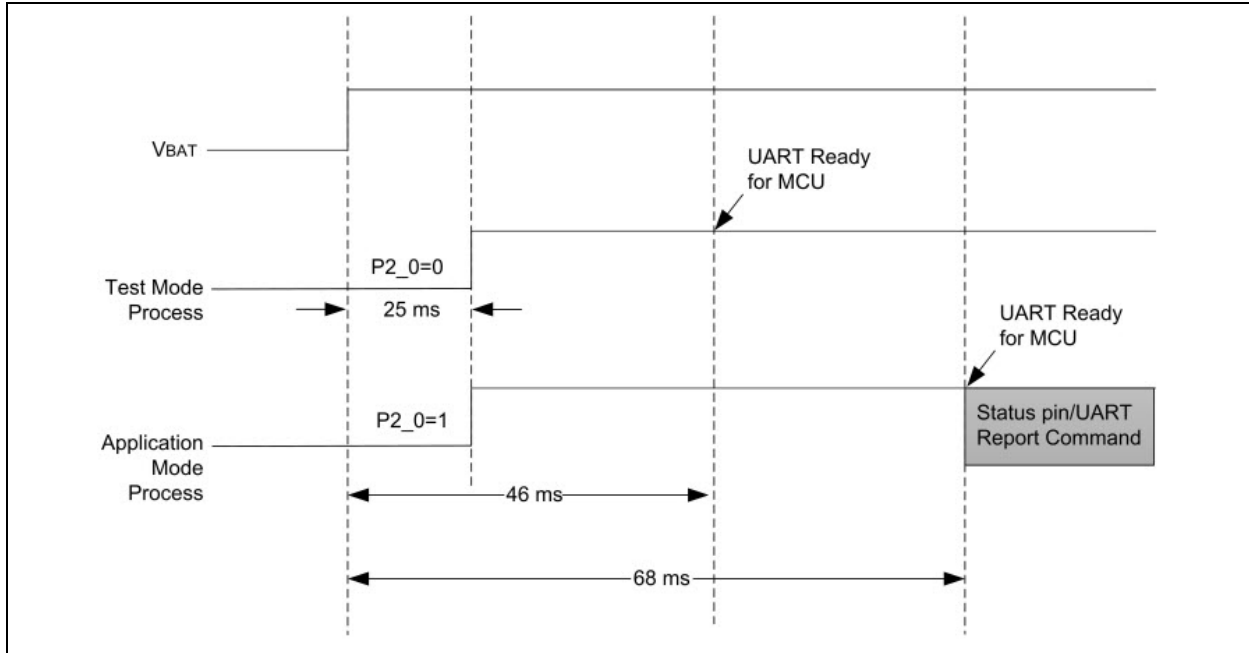 VBAT
UART Ready
for MCU
P2_0=0
Test Mode
Process
25 ms
UART Ready
for MCU
P2_0=1
Status pin/UART
Report Command
Application
Mode
Process
46 ms
68 ms